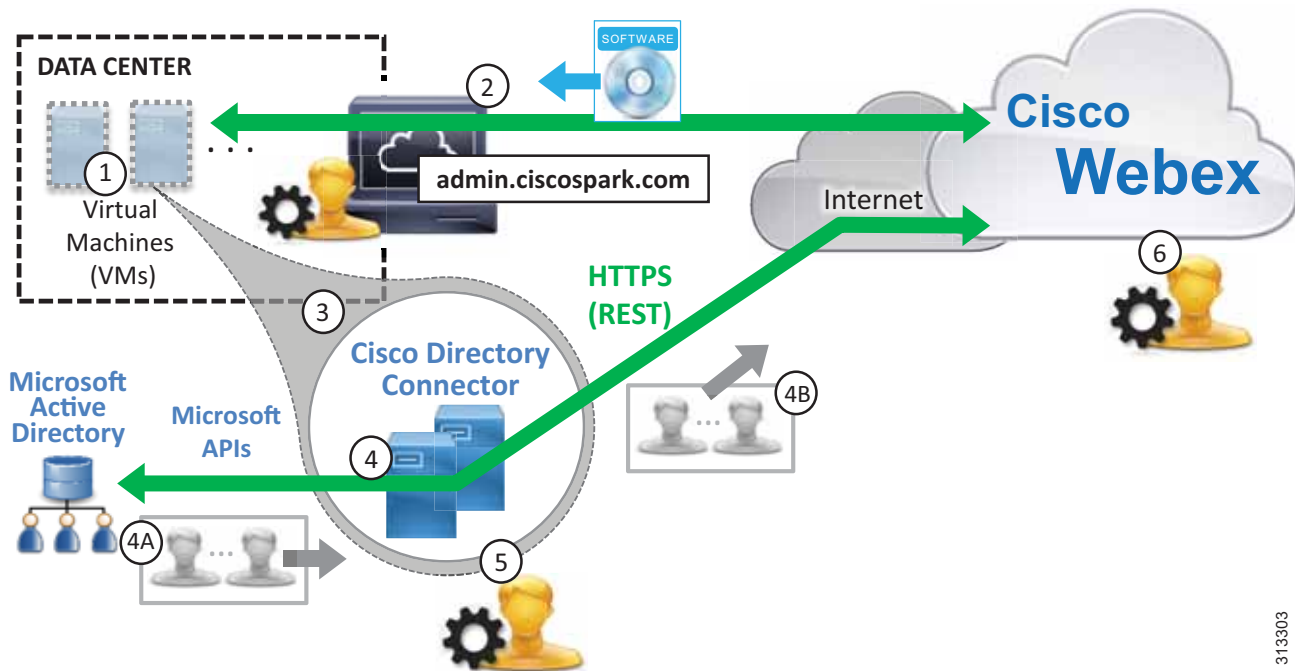 SOFTWARE
DATA CENTER
2
Cisco
Webex
...
admin.ciscospark.com
1
Virtual
Machines
(VMs)
Internet
6
HTTPS
(REST)
3
Cisco Directory
Connector
Microsoft
Active
Directory
Microsoft
APIs
4B
...
4
4A
...
5
313303